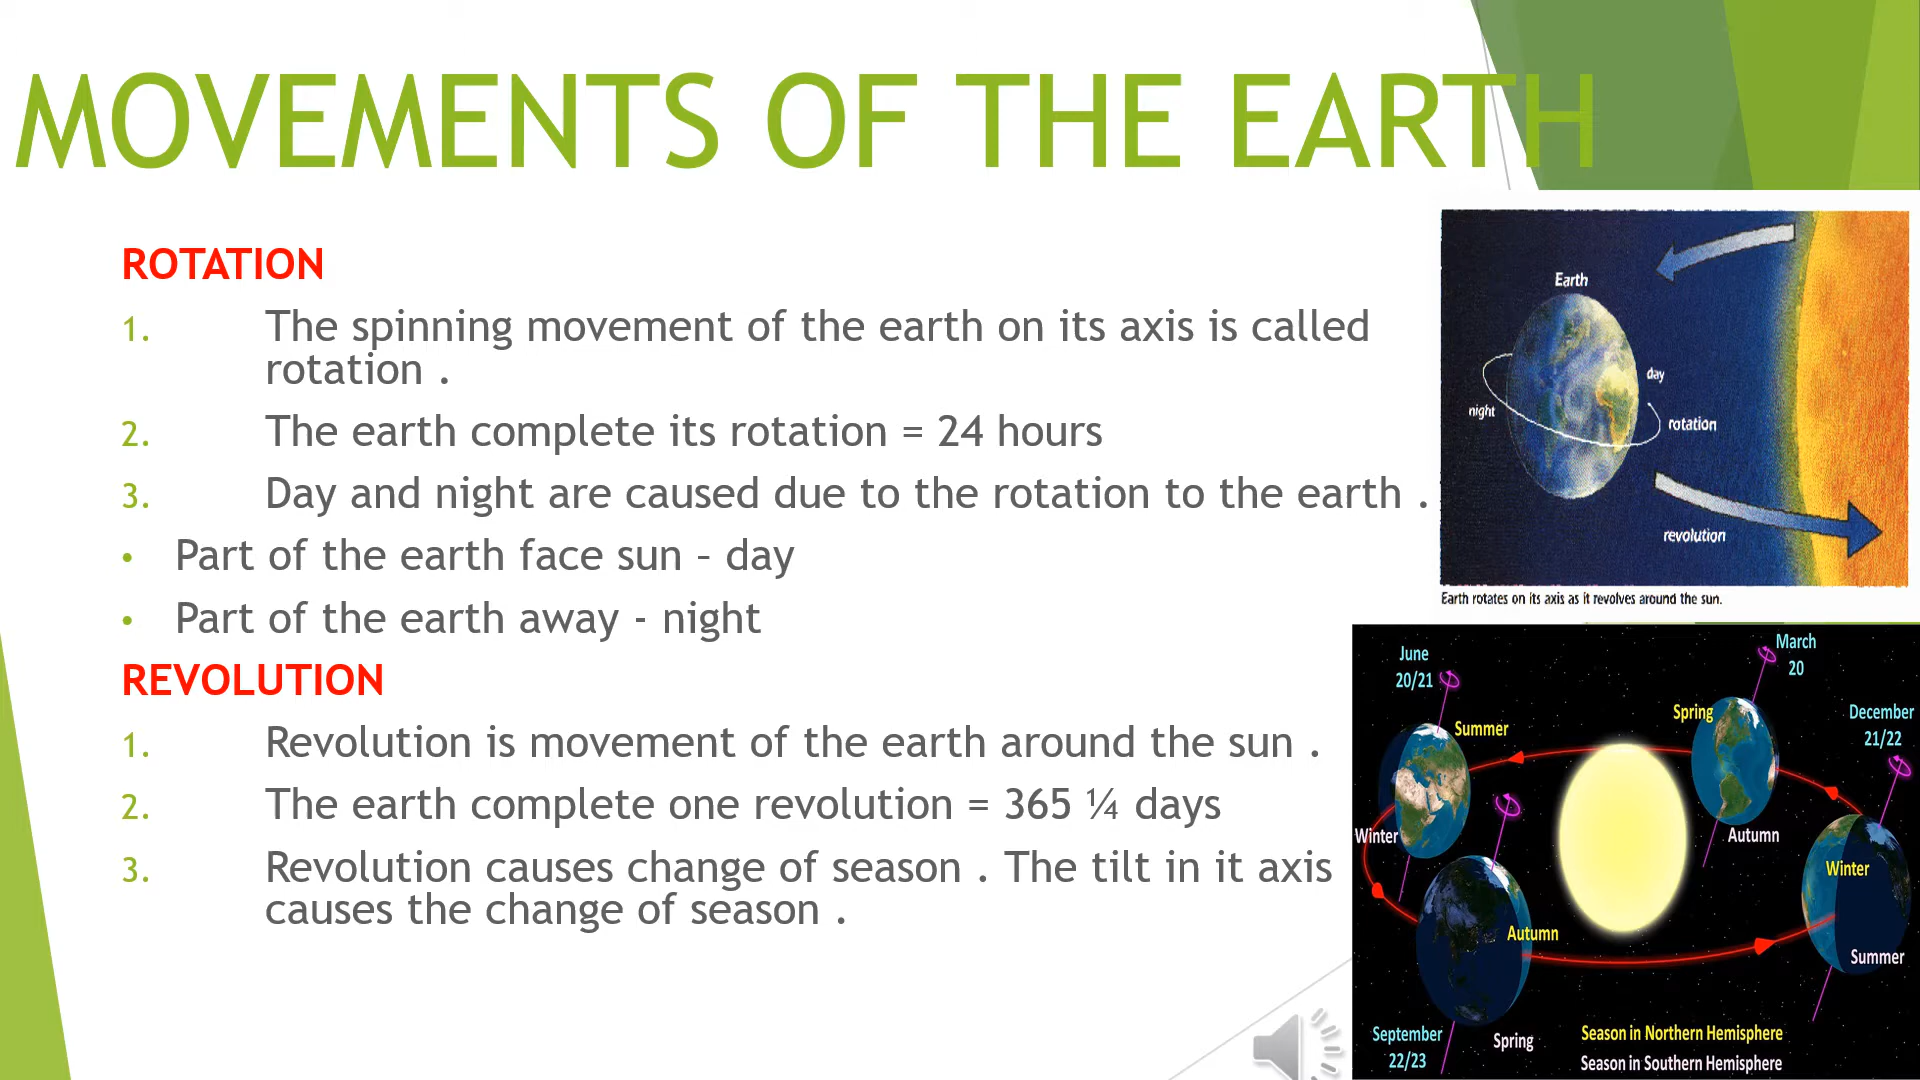 MOVEMENTS OF THE EARTH
ROTATION
1. The spinning movement of the earth on its axis is called
rotation .
2. The earth complete its rotation = 24 hours
3. Day and night are caused due to the rotation to the earth .
• Part of the earth face sun – day
• Part of the earth away - night
REVOLUTION
1. Revolution is movement of the earth around the sun .
2. The earth complete one revolution = 365 ¼ days
3. Revolution causes change of season . The tilt in it axis
causes the change of season .
Earth
day
night
rotation
revolution
Earth rotates on its axis as it revolves around the sun.
June
20/21
March
20
Summer
Spring
December
21/22
Winter
Autumn
Winter
Autumn
Summer
September
22/23
Spring
Season in Northern Hemisphere
Season in Southern Hemisphere